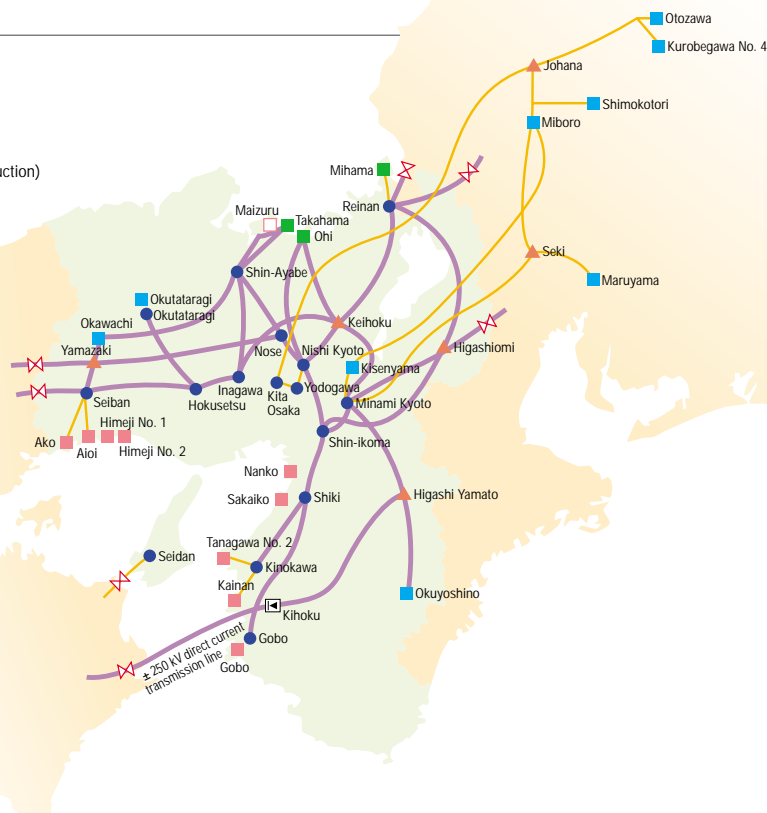 Otozawa
Kurobegawa No. 4
Johana
Shimokotori
Miboro
uction)
Mihama
Reinan
Maizuru
Takahama
Ohi
Seki
Shin-Ayabe
Maruyama
Okutataragi
Okutataragi
Okawachi
Keihoku
Yamazaki
Nose
Nishi Kyoto
Higashiomi
Kisenyama
Inagawa
Kita
Osaka
Yodogawa
Hokusetsu
Seiban
Minami Kyoto
Himeji No. 1
Ako
Aioi
Himeji No. 2
Shin-ikoma
Nanko
Sakaiko
Shiki
Higashi Yamato
Tanagawa No. 2
Seidan
Kinokawa
Kainan
Okuyoshino
Kihoku
± 250 kV direct current
transmission line
Gobo
Gobo